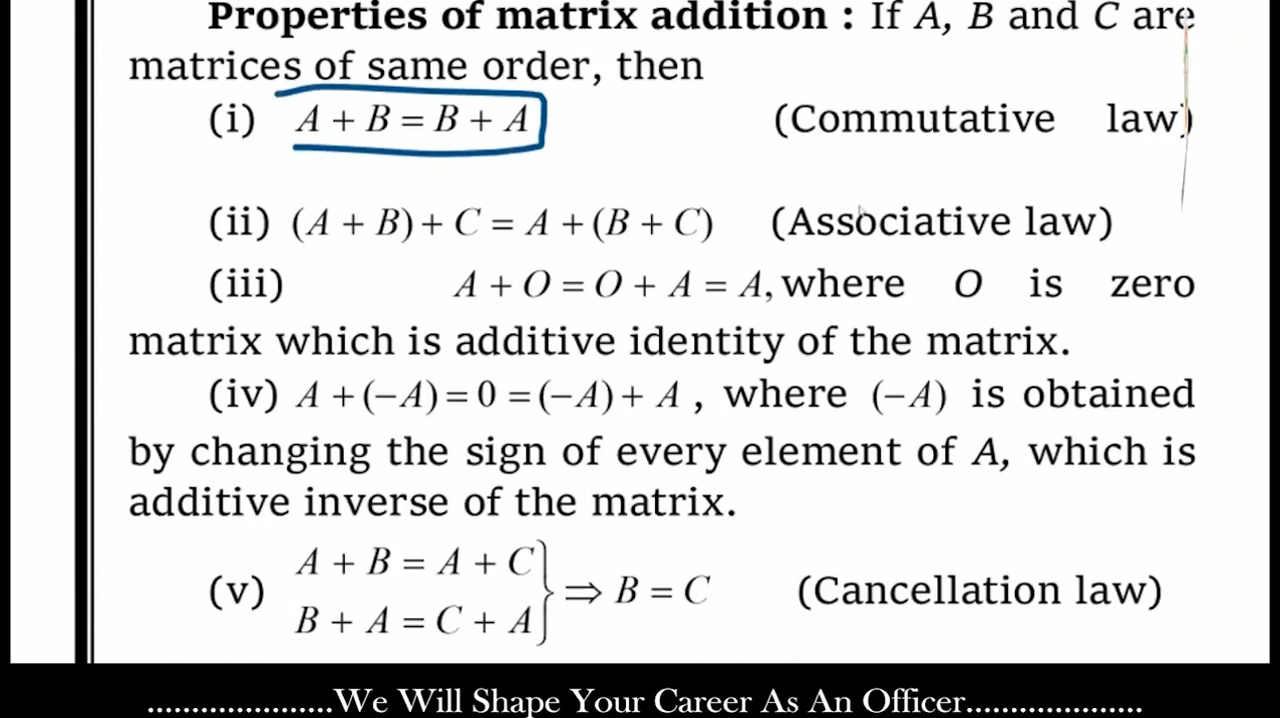 Properties of matrix addition : If A, B and C are
matrices of same order, then
(i) A + B = B + A (Commutative law)
(ii) (A + B) + C = A + (B + C) (Associative law)
(iii) A + O = O + A = A, where O is zero
matrix which is additive identity of the matrix.
(iv) A + (−A) = 0 = (−A) + A , where (−A) is obtained
by changing the sign of every element of A, which is
additive inverse of the matrix.
A + B = A + C
(v) } ⇒ B = C (Cancellation law)
B + A = C + A
.....................We Will Shape Your Career As An Officer....................